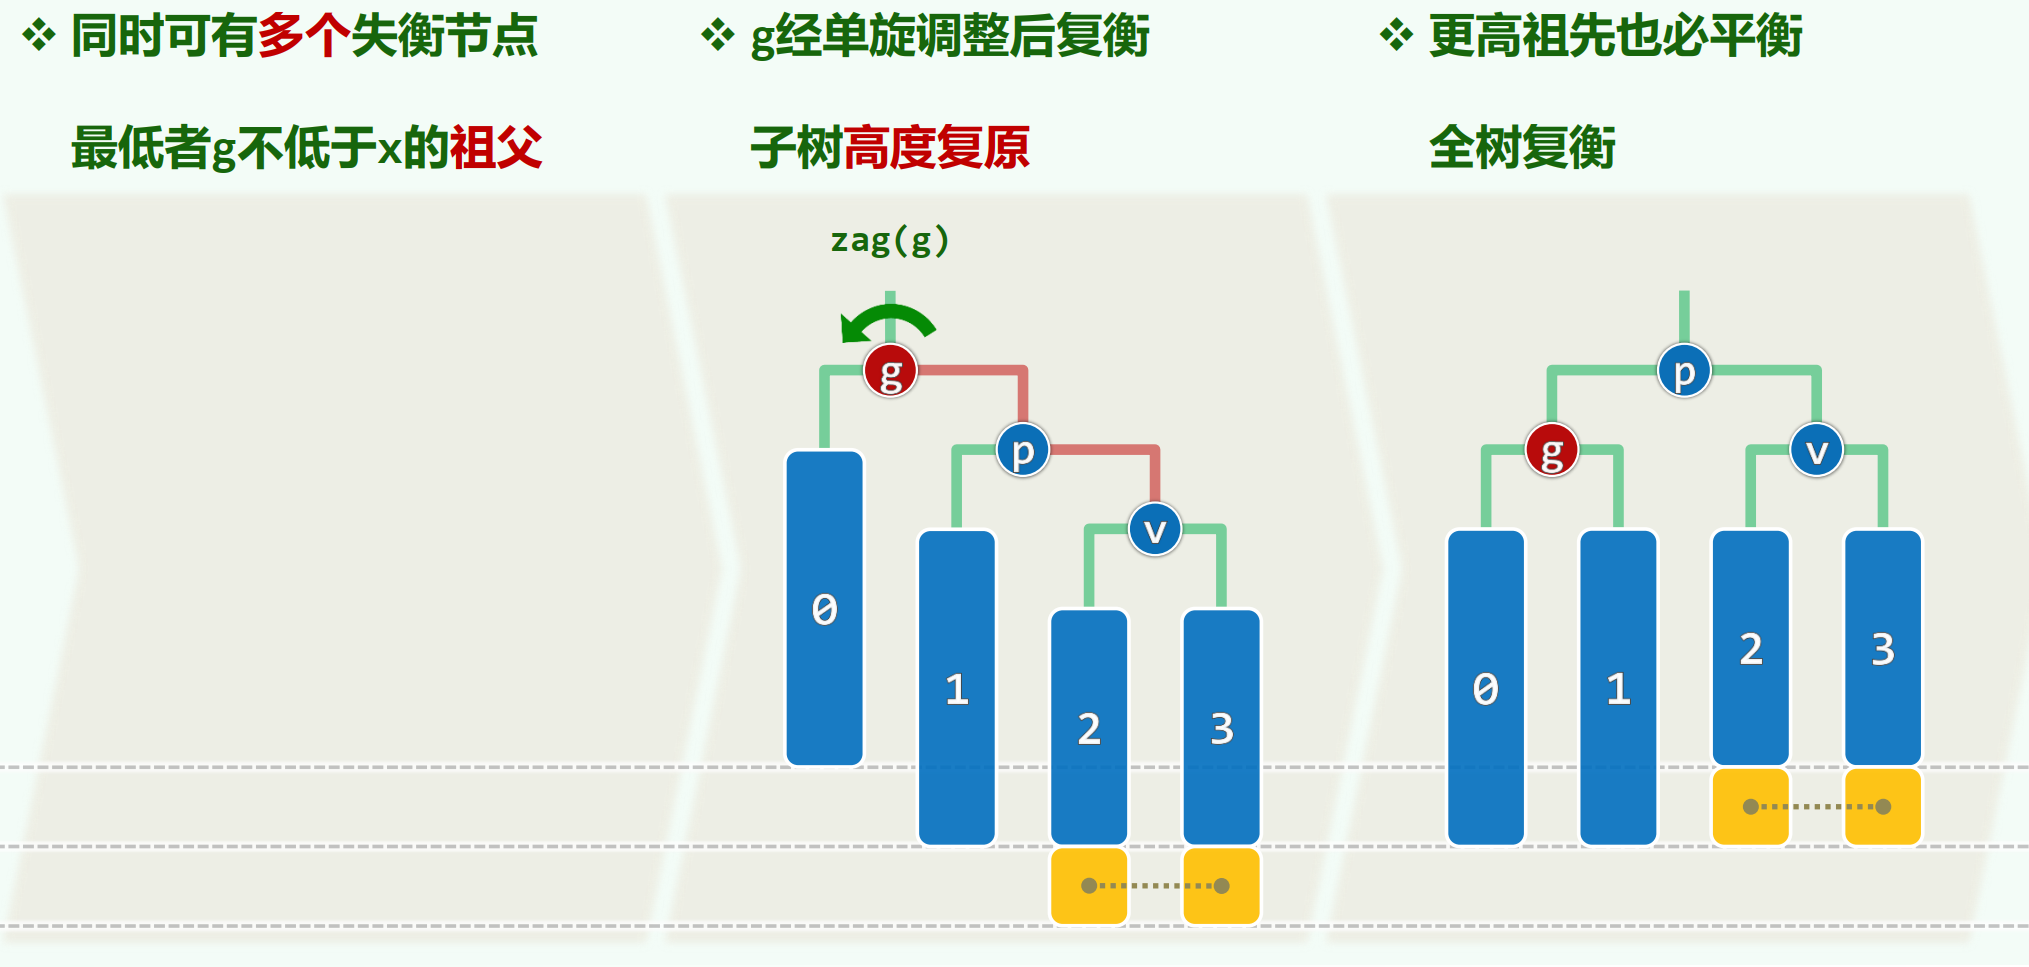 ❖ 同时可有多个失衡节点
最低者g不低于x的祖父
❖ g经单旋调整后复衡
子树高度复原
❖ 更高祖先也必平衡
全树复衡
zag(g)
g
p
v
0
1
2
3
p
g
v
0
1
2
3